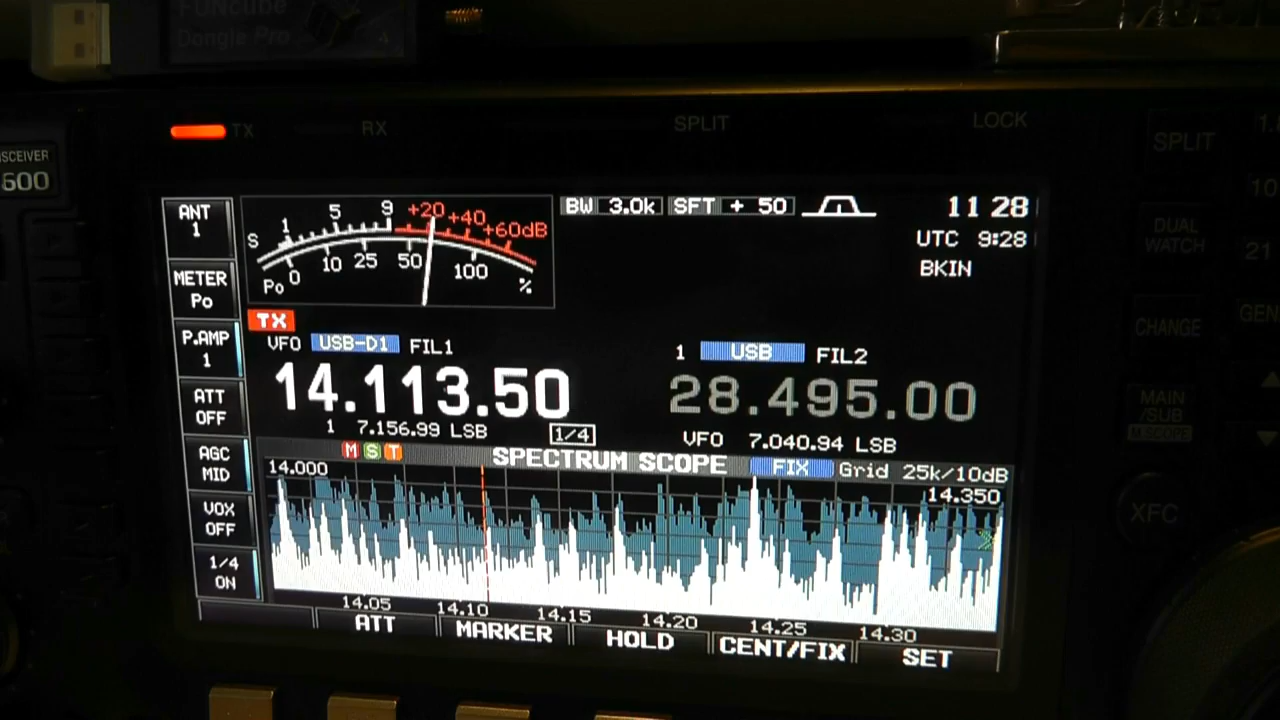 FUNcube
Dongle Pro
TX RX SPLIT LOCK
SPLIT
600
ANT
1
S 1 5 9 +20 +40 +60dB
Po 0 10 25 50 100 %
BW 3.0k SFT + 50
11 28
UTC 9:28
BKIN
DUAL
WATCH
METER
Po
TX
VFO USB-D1 FIL1
1 USB FIL2
CHANGE
P.AMP
1
14.113.50
28.495.00
ATT
OFF
1 7.156.99 LSB 1/4
VFO 7.040.94 LSB
MAIN
/SUB
M.SCOPE
AGC
MID
M S T SPECTRUM SCOPE FIX Grid 25k/10dB
14.000 14.350
XFC
VOX
OFF
1/4
ON
14.05 14.10 14.15 14.20 14.25 14.30
ATT MARKER HOLD CENT/FIX SET